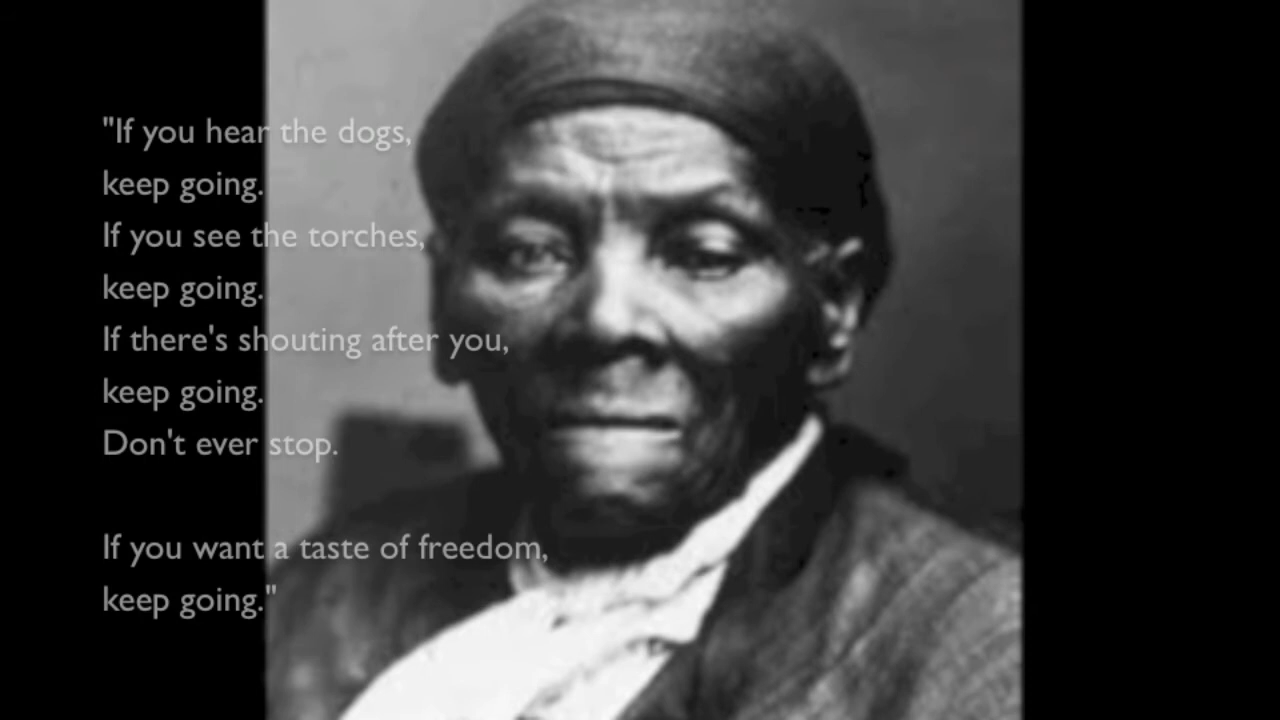 "If you hear the dogs,
keep going.
If you see the torches,
keep going.
If there's shouting after you,
keep going.
Don't ever stop.
If you want a taste of freedom,
keep going."